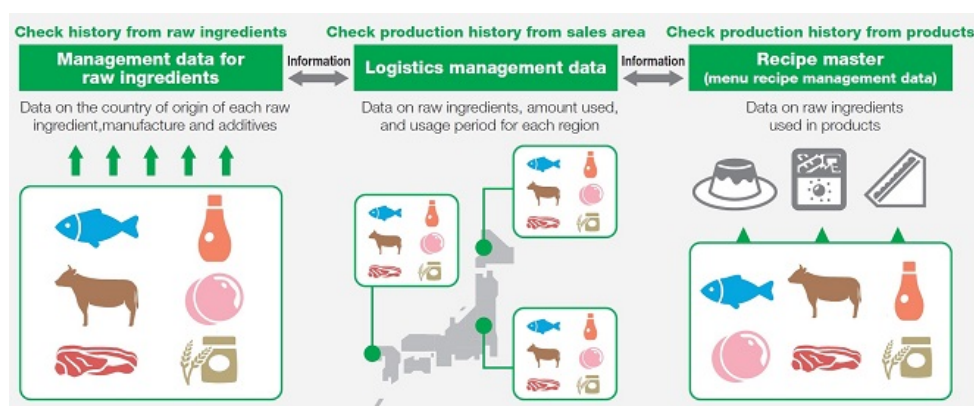 Check history from raw ingredients
Management data for
raw ingredients
Data on the country of origin of each raw
ingredient,manufacture and additives
Information
Check production history from sales area
Logistics management data
Data on raw ingredients, amount used,
and usage period for each region
Information
Check production history from products
Recipe master
(menu recipe management data)
Data on raw ingredients
used in products